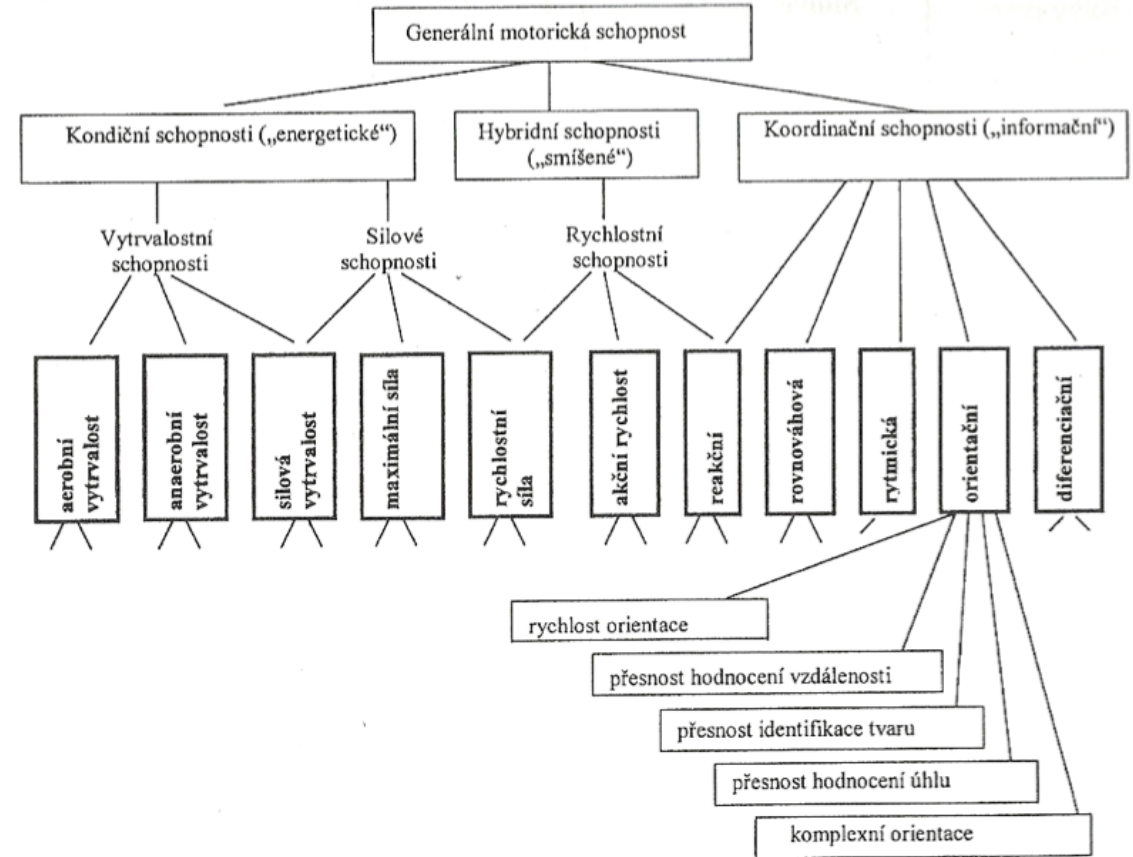 Generální motorická schopnost
Kondiční schopnosti („energetické“)
Hybridní schopnosti
(„smíšené“)
Koordinační schopnosti („informační“)
Vytrvalostní
schopnosti
Silové
schopnosti
Rychlostní
schopnosti
aerobní
vytrvalost
anaerobní
vytrvalost
silová
vytrvalost
maximální síla
rychlostní
síla
akční rychlost
reakční
rovnováhová
rytmická
orientační
diferenciační
rychlost orientace
přesnost hodnocení vzdálenosti
přesnost identifikace tvaru
přesnost hodnocení úhlu
komplexní orientace